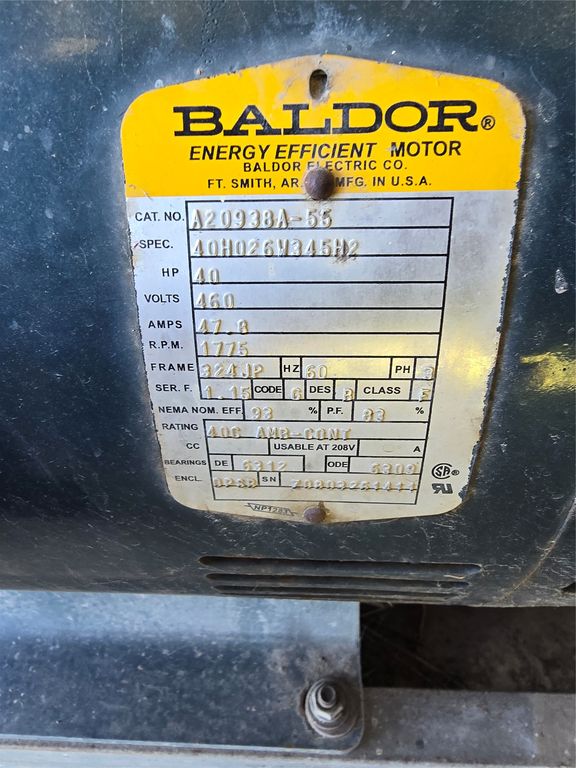 BALDOR®
ENERGY EFFICIENT MOTOR
BALDOR ELECTRIC CO.
FT. SMITH, AR. MFG. IN U.S.A.
CAT. NO. A20938A-55
SPEC. 40H026W345H2
HP 40
VOLTS 460
AMPS 47.8
R.P.M. 1775
FRAME 324JP HZ 60 PH 3
SER. F. 1.15 CODE G DES B CLASS F
NEMA NOM. EFF. 93 % P.F. 83 %
RATING 40C AMB-CONT
CC USABLE AT 208V A
BEARINGS DE 6312 ODE 6309
ENCL. OPSB SN
NP1283